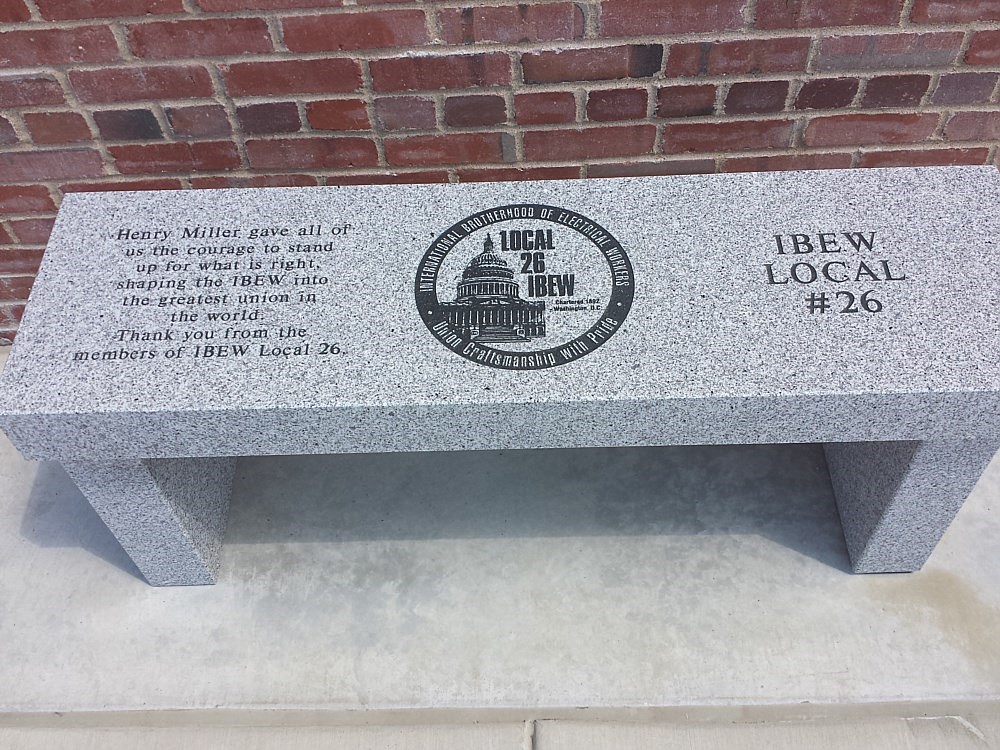 Henry Miller gave all of
us the courage to stand
up for what is right,
shaping the IBEW into
the greatest union in
the world.
Thank you from the
members of IBEW Local 26.
INTERNATIONAL BROTHERHOOD OF ELECTRICAL WORKERS
LOCAL
26
IBEW
Chartered 1892
Washington, D.C.
Union Craftsmanship with Pride
IBEW
LOCAL
#26